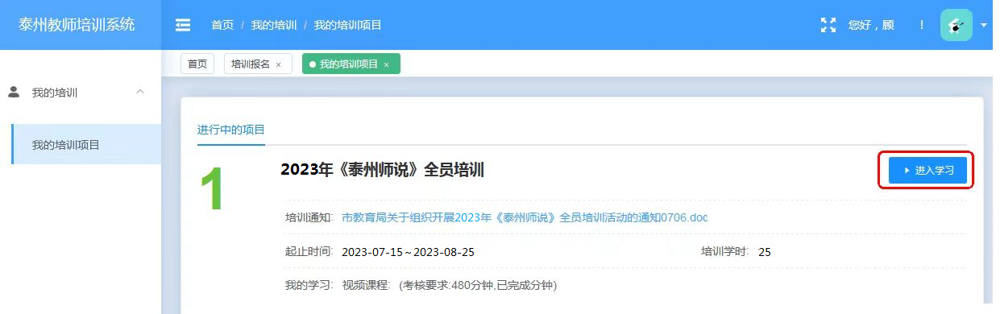 泰州教师培训系统
首页 / 我的培训 / 我的培训项目
您好，顾 ！
首页 培训报名 × 我的培训项目 ×
我的培训
我的培训项目
进行中的项目
1
2023年《泰州师说》全员培训
进入学习
培训通知: 市教育局关于组织开展2023年《泰州师说》全员培训活动的通知0706.doc
起止时间: 2023-07-15～2023-08-25 培训学时: 25
我的学习: 视频课程: (考核要求:480分钟,已完成分钟)